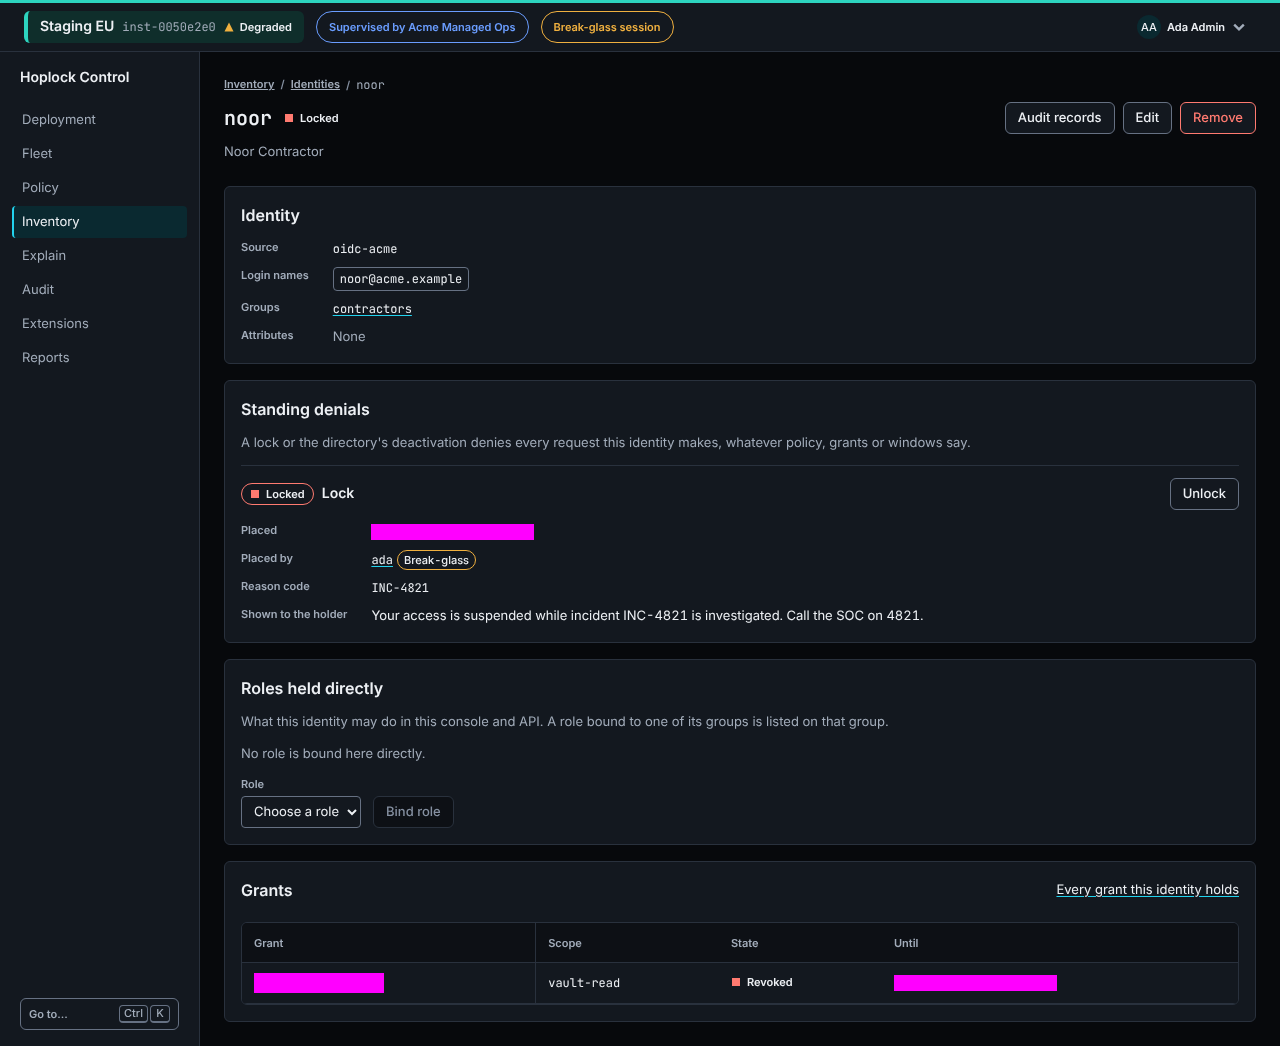 Staging EU inst-0050e2e0 Degraded Supervised by Acme Managed Ops Break-glass session AA Ada Admin
Hoplock Control
Deployment
Fleet
Policy
Inventory
Explain
Audit
Extensions
Reports
Go to... Ctrl K
Inventory / Identities / noor
noor Locked Audit records Edit Remove
Noor Contractor
Identity
Source oidc-acme
Login names noor@acme.example
Groups contractors
Attributes None
Standing denials
A lock or the directory's deactivation denies every request this identity makes, whatever policy, grants or windows say.
Locked Lock Unlock
Placed
Placed by ada Break-glass
Reason code INC-4821
Shown to the holder Your access is suspended while incident INC-4821 is investigated. Call the SOC on 4821.
Roles held directly
What this identity may do in this console and API. A role bound to one of its groups is listed on that group.
No role is bound here directly.
Role
Choose a role Bind role
Grants Every grant this identity holds
Grant Scope State Until
vault-read Revoked